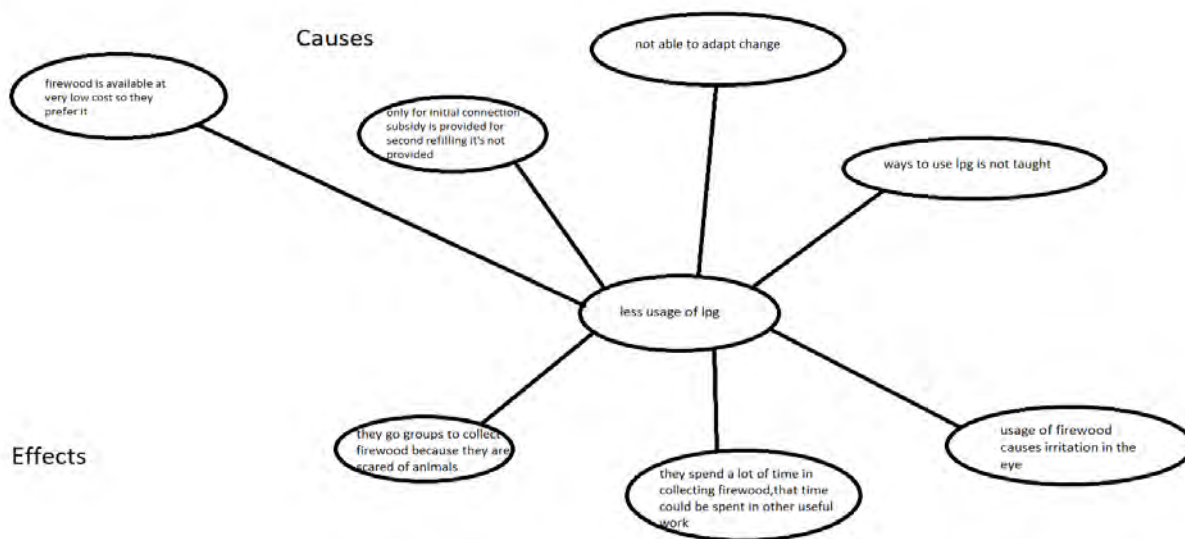 Causes
not able to adapt change
firewood is available at
very low cost so they
prefer it
only for initial connection
subsidy is provided for
second refilling it's not
provided
ways to use lpg is not taught
less usage of lpg
Effects
they go groups to collect
firewood because they are
scared of animals
they spend a lot of time in
collecting firewood,that time
could be spent in other useful
work
usage of firewood
causes irritation in the
eye